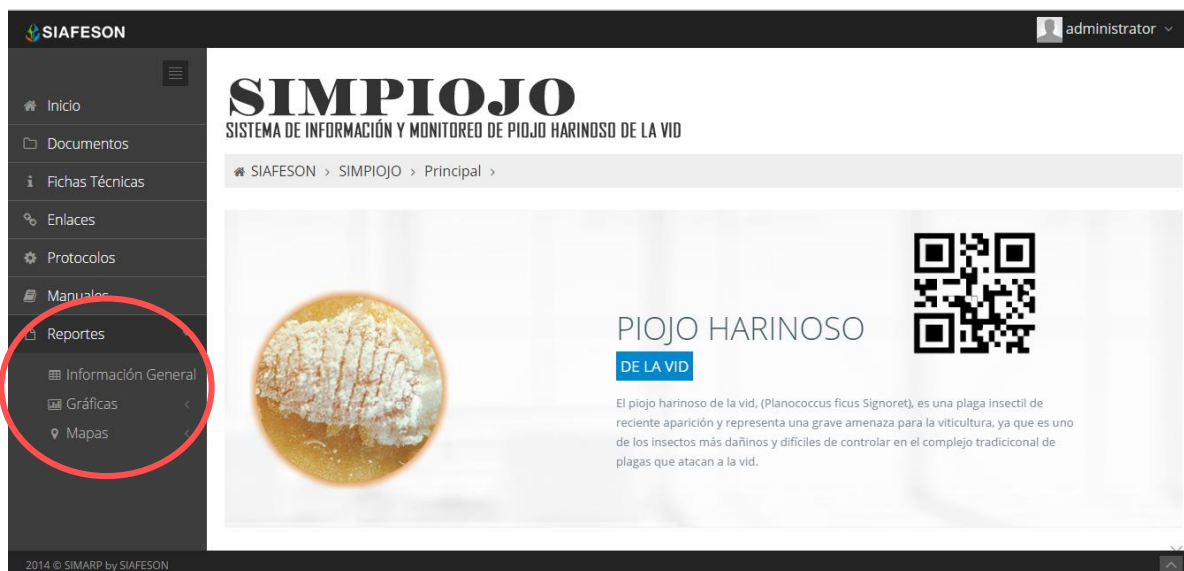 SIAFESON
administrator
Inicio
Documentos
Fichas Técnicas
Enlaces
Protocolos
Manuales
Reportes
Información General
Gráficas
Mapas
SIMPIOJO
SISTEMA DE INFORMACIÓN Y MONITOREO DE PIOJO HARINOSO DE LA VID
SIAFESON > SIMPIOJO > Principal >
PIOJO HARINOSO
DE LA VID
El piojo harinoso de la vid, (Planococcus ficus Signoret), es una plaga insectil de
reciente aparición y representa una grave amenaza para la viticultura, ya que es uno
de los insectos más dañinos y difíciles de controlar en el complejo tradiciconal de
plagas que atacan a la vid.
2014 © SIMARP by SIAFESON